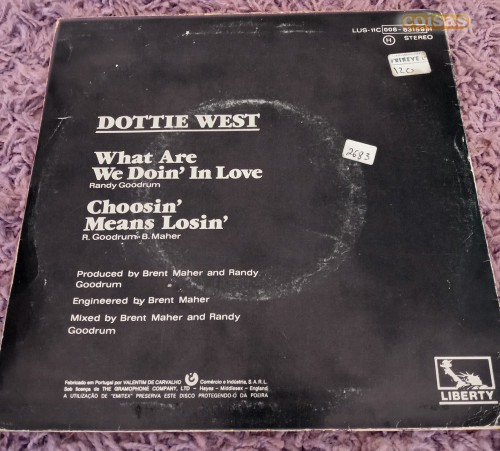 coisas
LUS-11C 008-83159 H
H STEREO
12
2683
DOTTIE WEST
What Are
We Doin' In Love
Randy Goodrum
Choosin'
Means Losin'
R. Goodrum- B. Maher
Produced by Brent Maher and Randy
Goodrum
Engineered by Brent Maher
Mixed by Brent Maher and Randy
Goodrum
Fabricado em Portugal por VALENTIM DE CARVALHO Comércio e Indústria, S. A. R. L.
Sob licença de THE GRAMOPHONE COMPANY, LTD — Hayes - Middlesex - England
A UTILIZAÇÃO DE "EMITEX" PRESERVA ESTE DISCO PROTEGENDO-O DA POEIRA
LIBERTY